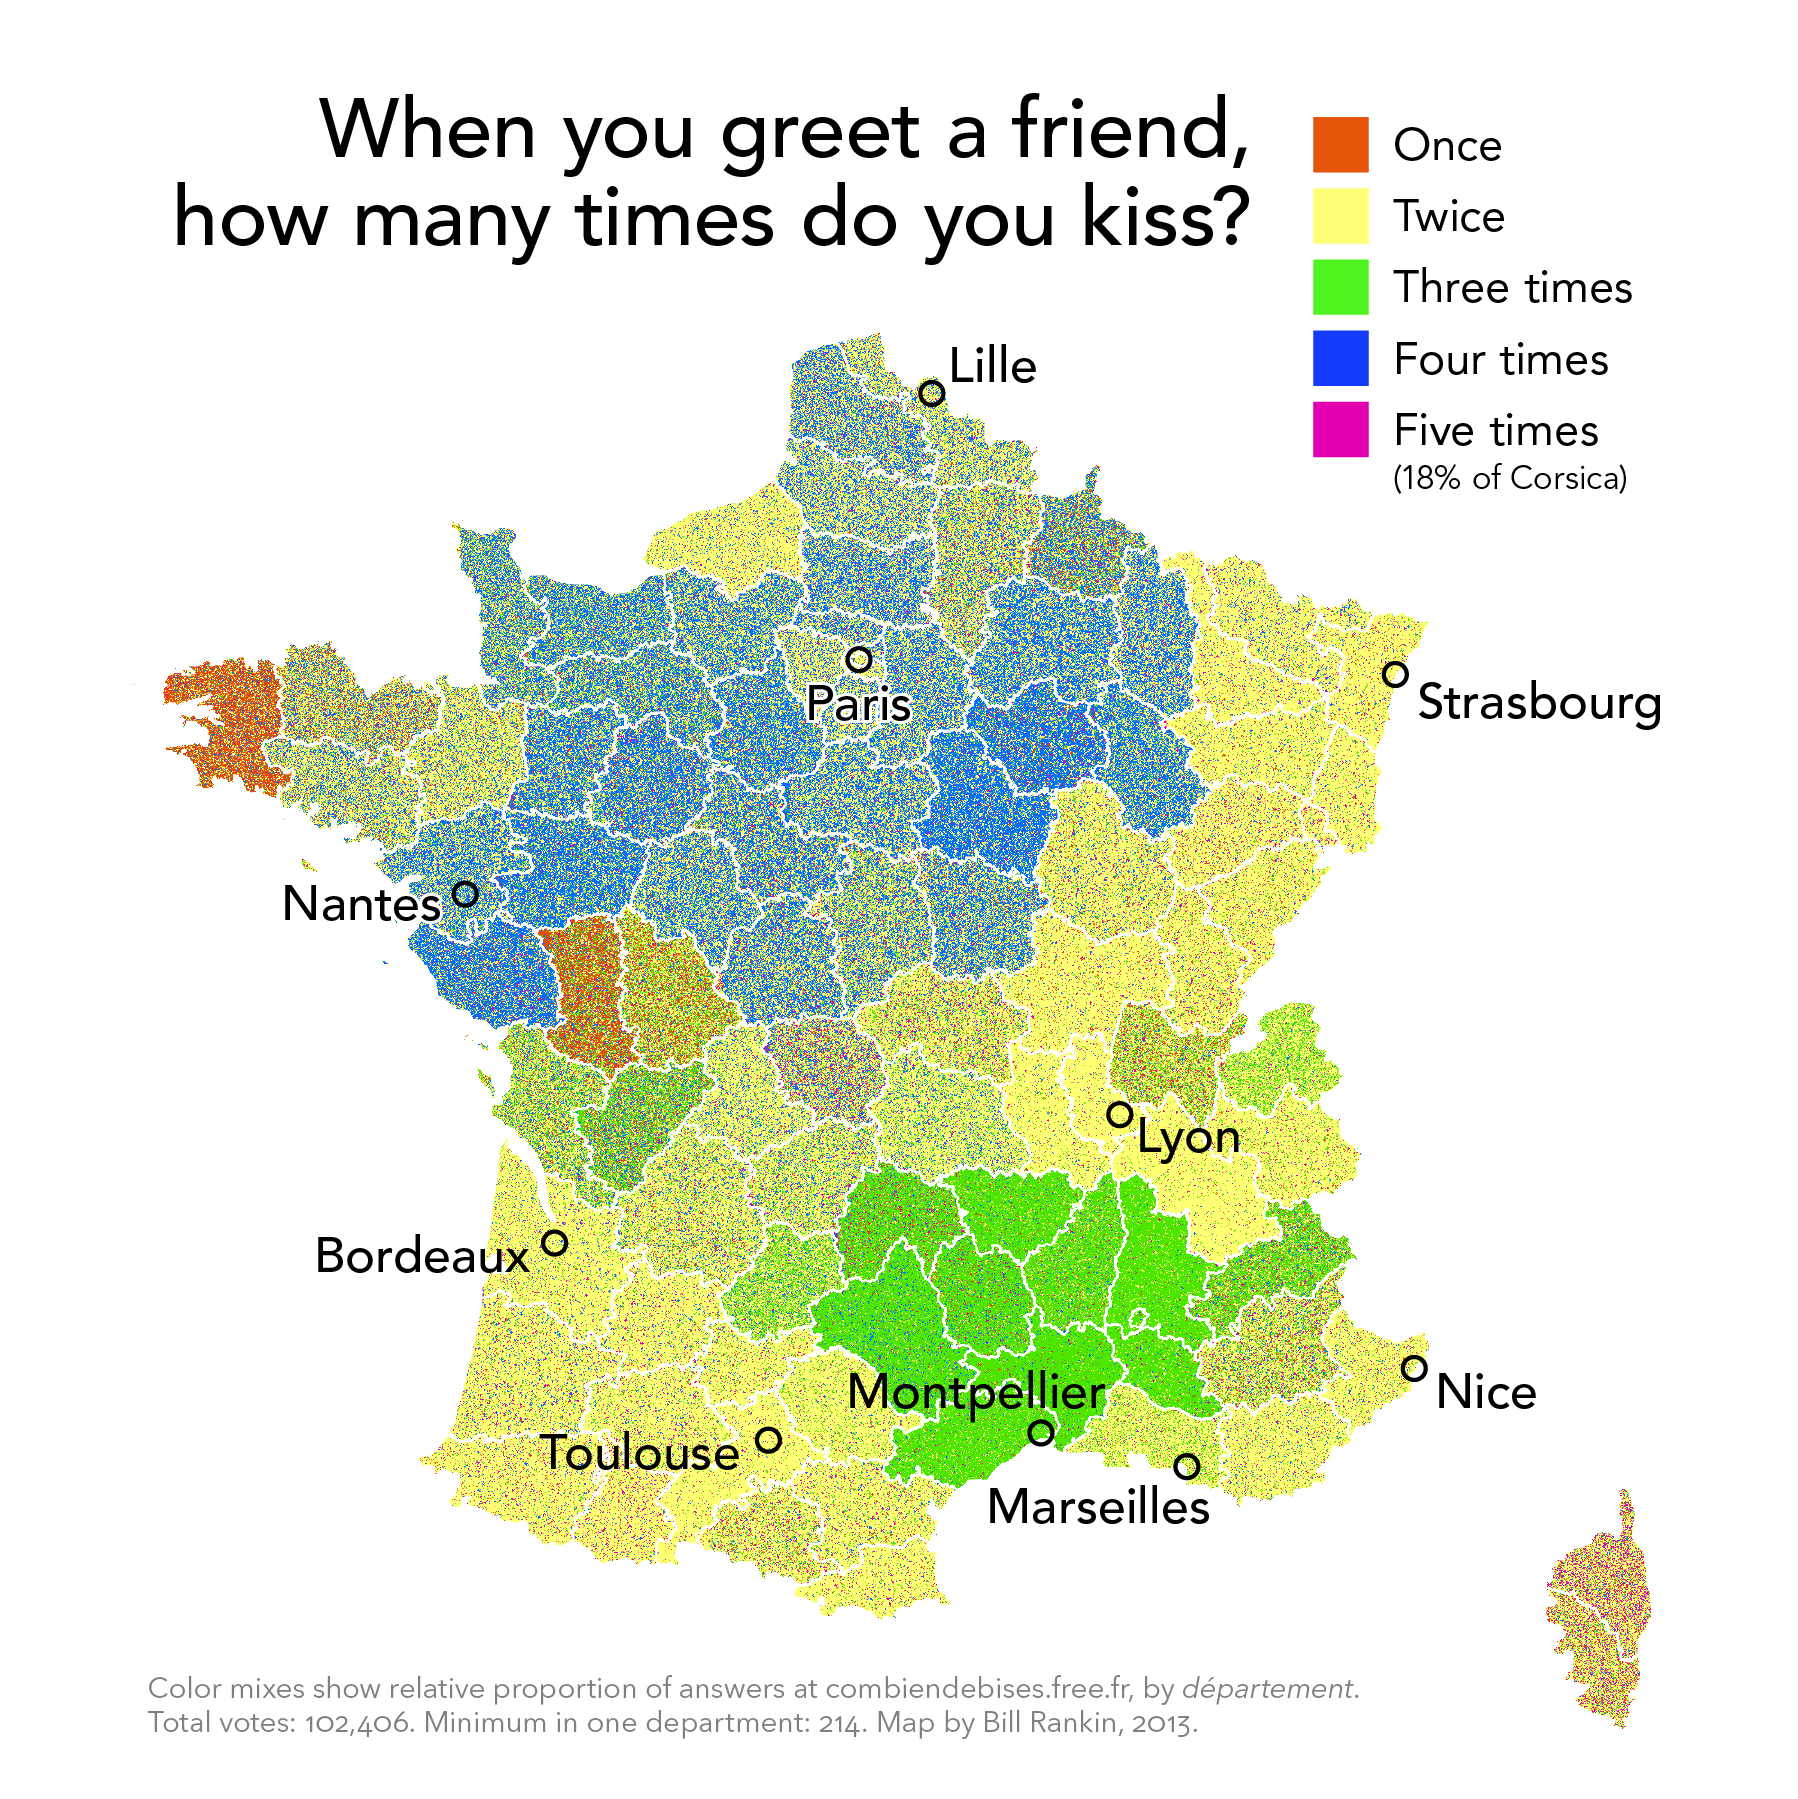 When you greet a friend,
how many times do you kiss?
Once
Twice
Three times
Four times
Five times
(18% of Corsica)
Lille
Paris
Strasbourg
Nantes
Lyon
Bordeaux
Montpellier
Nice
Toulouse
Marseilles
Color mixes show relative proportion of answers at combiendebises.free.fr, by département.
Total votes: 102,406. Minimum in one department: 214. Map by Bill Rankin, 2013.